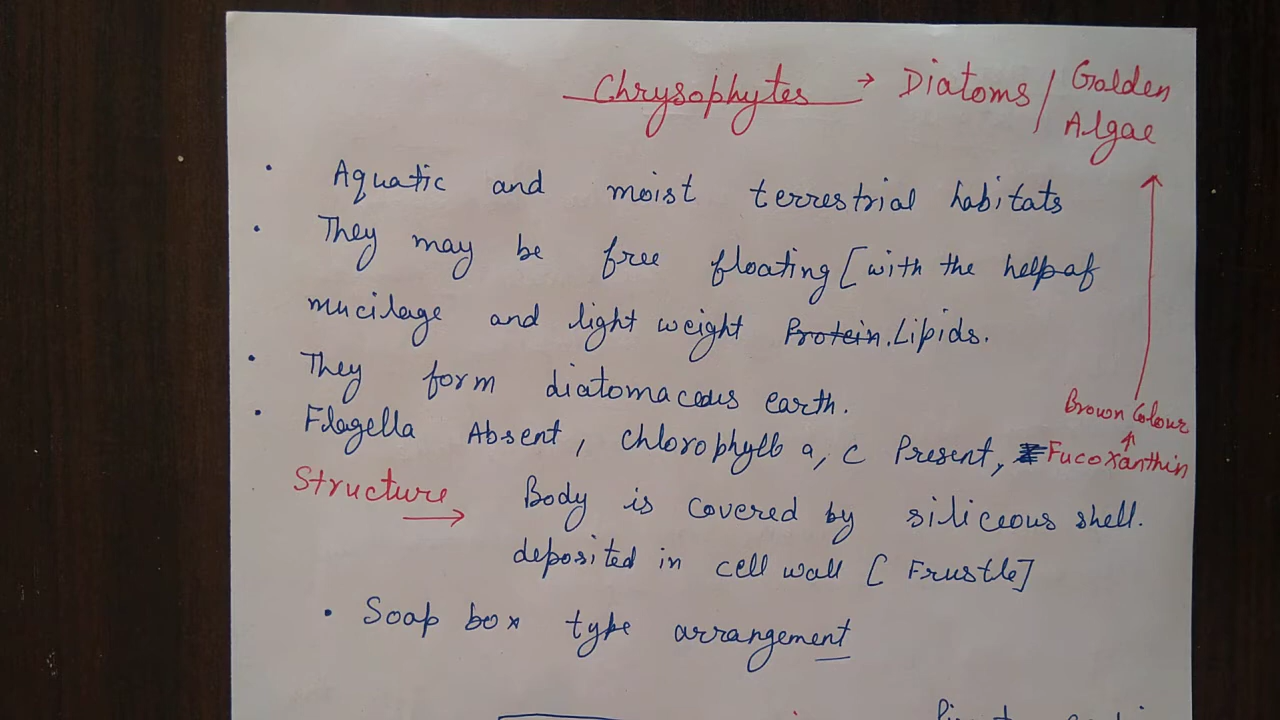 Chrysophytes → Diatoms / Golden Algae
• Aquatic and moist terrestrial habitats
• They may be free floating [with the help of
mucilage and light weight Protein. Lipids.
• They form diatomaceous earth.
Brown Colour
• Flagella Absent, chlorophyll a, c Present, Fucoxanthin
Structure → Body is covered by siliceous shell.
deposited in cell wall [Frustle]
• Soap box type arrangement